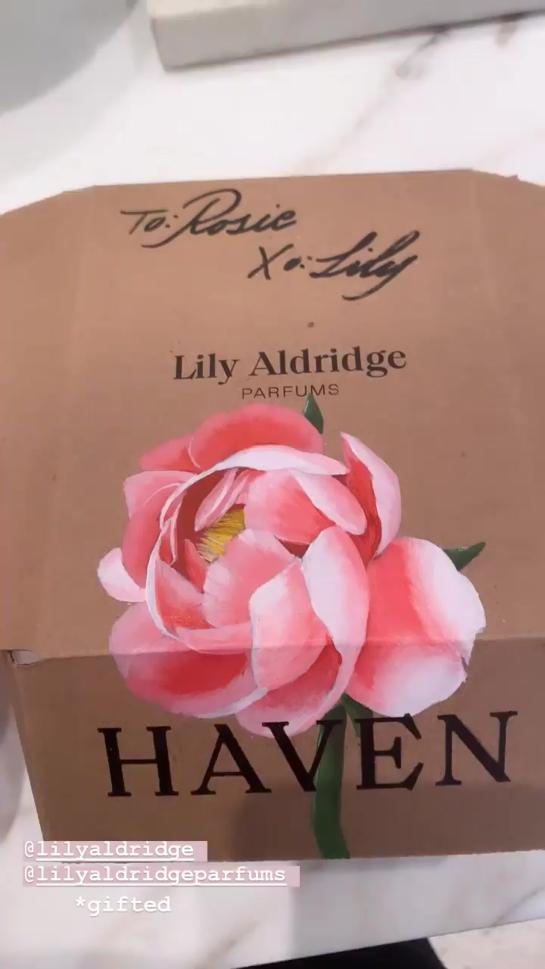 To: Rosie
Xo: Lily
Lily Aldridge
PARFUMS
HAVEN
@lilyaldridge
@lilyaldridgeparfums
*gifted